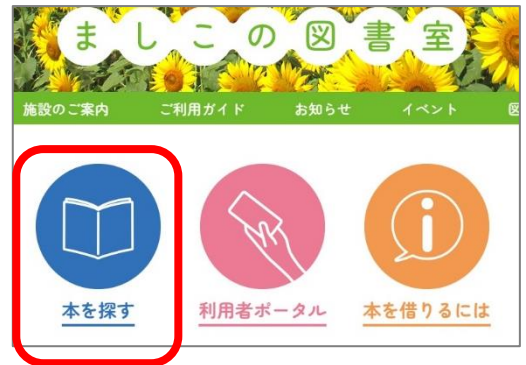 ましこの図書室
施設のご案内 ご利用ガイド お知らせ イベント
本を探す 利用者ポータル 本を借りるには